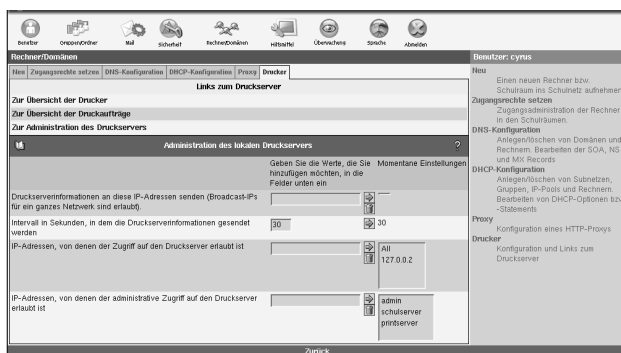 Benutzer
Gruppen/Ordner
Mail
Sicherheit
Rechner/Domänen
Hilfsmittel
Überwachung
Sprache
Abmelden
Rechner/Domänen
Neu
Zugangsrechte setzen
DNS-Konfiguration
DHCP-Konfiguration
Proxy
Drucker
Links zum Druckserver
Zur Übersicht der Drucker
Zur Übersicht der Druckaufträge
Zur Administration des Druckservers
Administration des lokalen Druckservers
?
Geben Sie die Werte, die Sie
hinzufügen möchten, in die
Felder unten ein
Momentane Einstellungen
Druckserverinformationen an diese IP-Adressen senden (Broadcast-IPs
für ein ganzes Netzwerk sind erlaubt).
Intervall in Sekunden, in dem die Druckserverinformationen gesendet
werden
30
30
IP-Adressen, von denen der Zugriff auf den Druckserver erlaubt ist
All
127.0.0.2
IP-Adressen, von denen der administrative Zugriff auf den Druckserver
erlaubt ist
admin
schulserver
printserver
Zurück
Benutzer: cyrus
Neu
Einen neuen Rechner bzw.
Schulraum ins Schulnetz aufnehmen
Zugangsrechte setzen
Zugangsadministration der Rechner
in den Schulräumen.
DNS-Konfiguration
Anlegen/löschen von Domänen und
Rechnern. Bearbeiten der SOA, NS
und MX Records
DHCP-Konfiguration
Anlegen/löschen von Subnetzen,
Gruppen, IP-Pools und Rechnern.
Bearbeiten von DHCP-Optionen bzw
-Statements
Proxy
Konfiguration eines HTTP-Proxys
Drucker
Konfiguration und Links zum
Druckserver